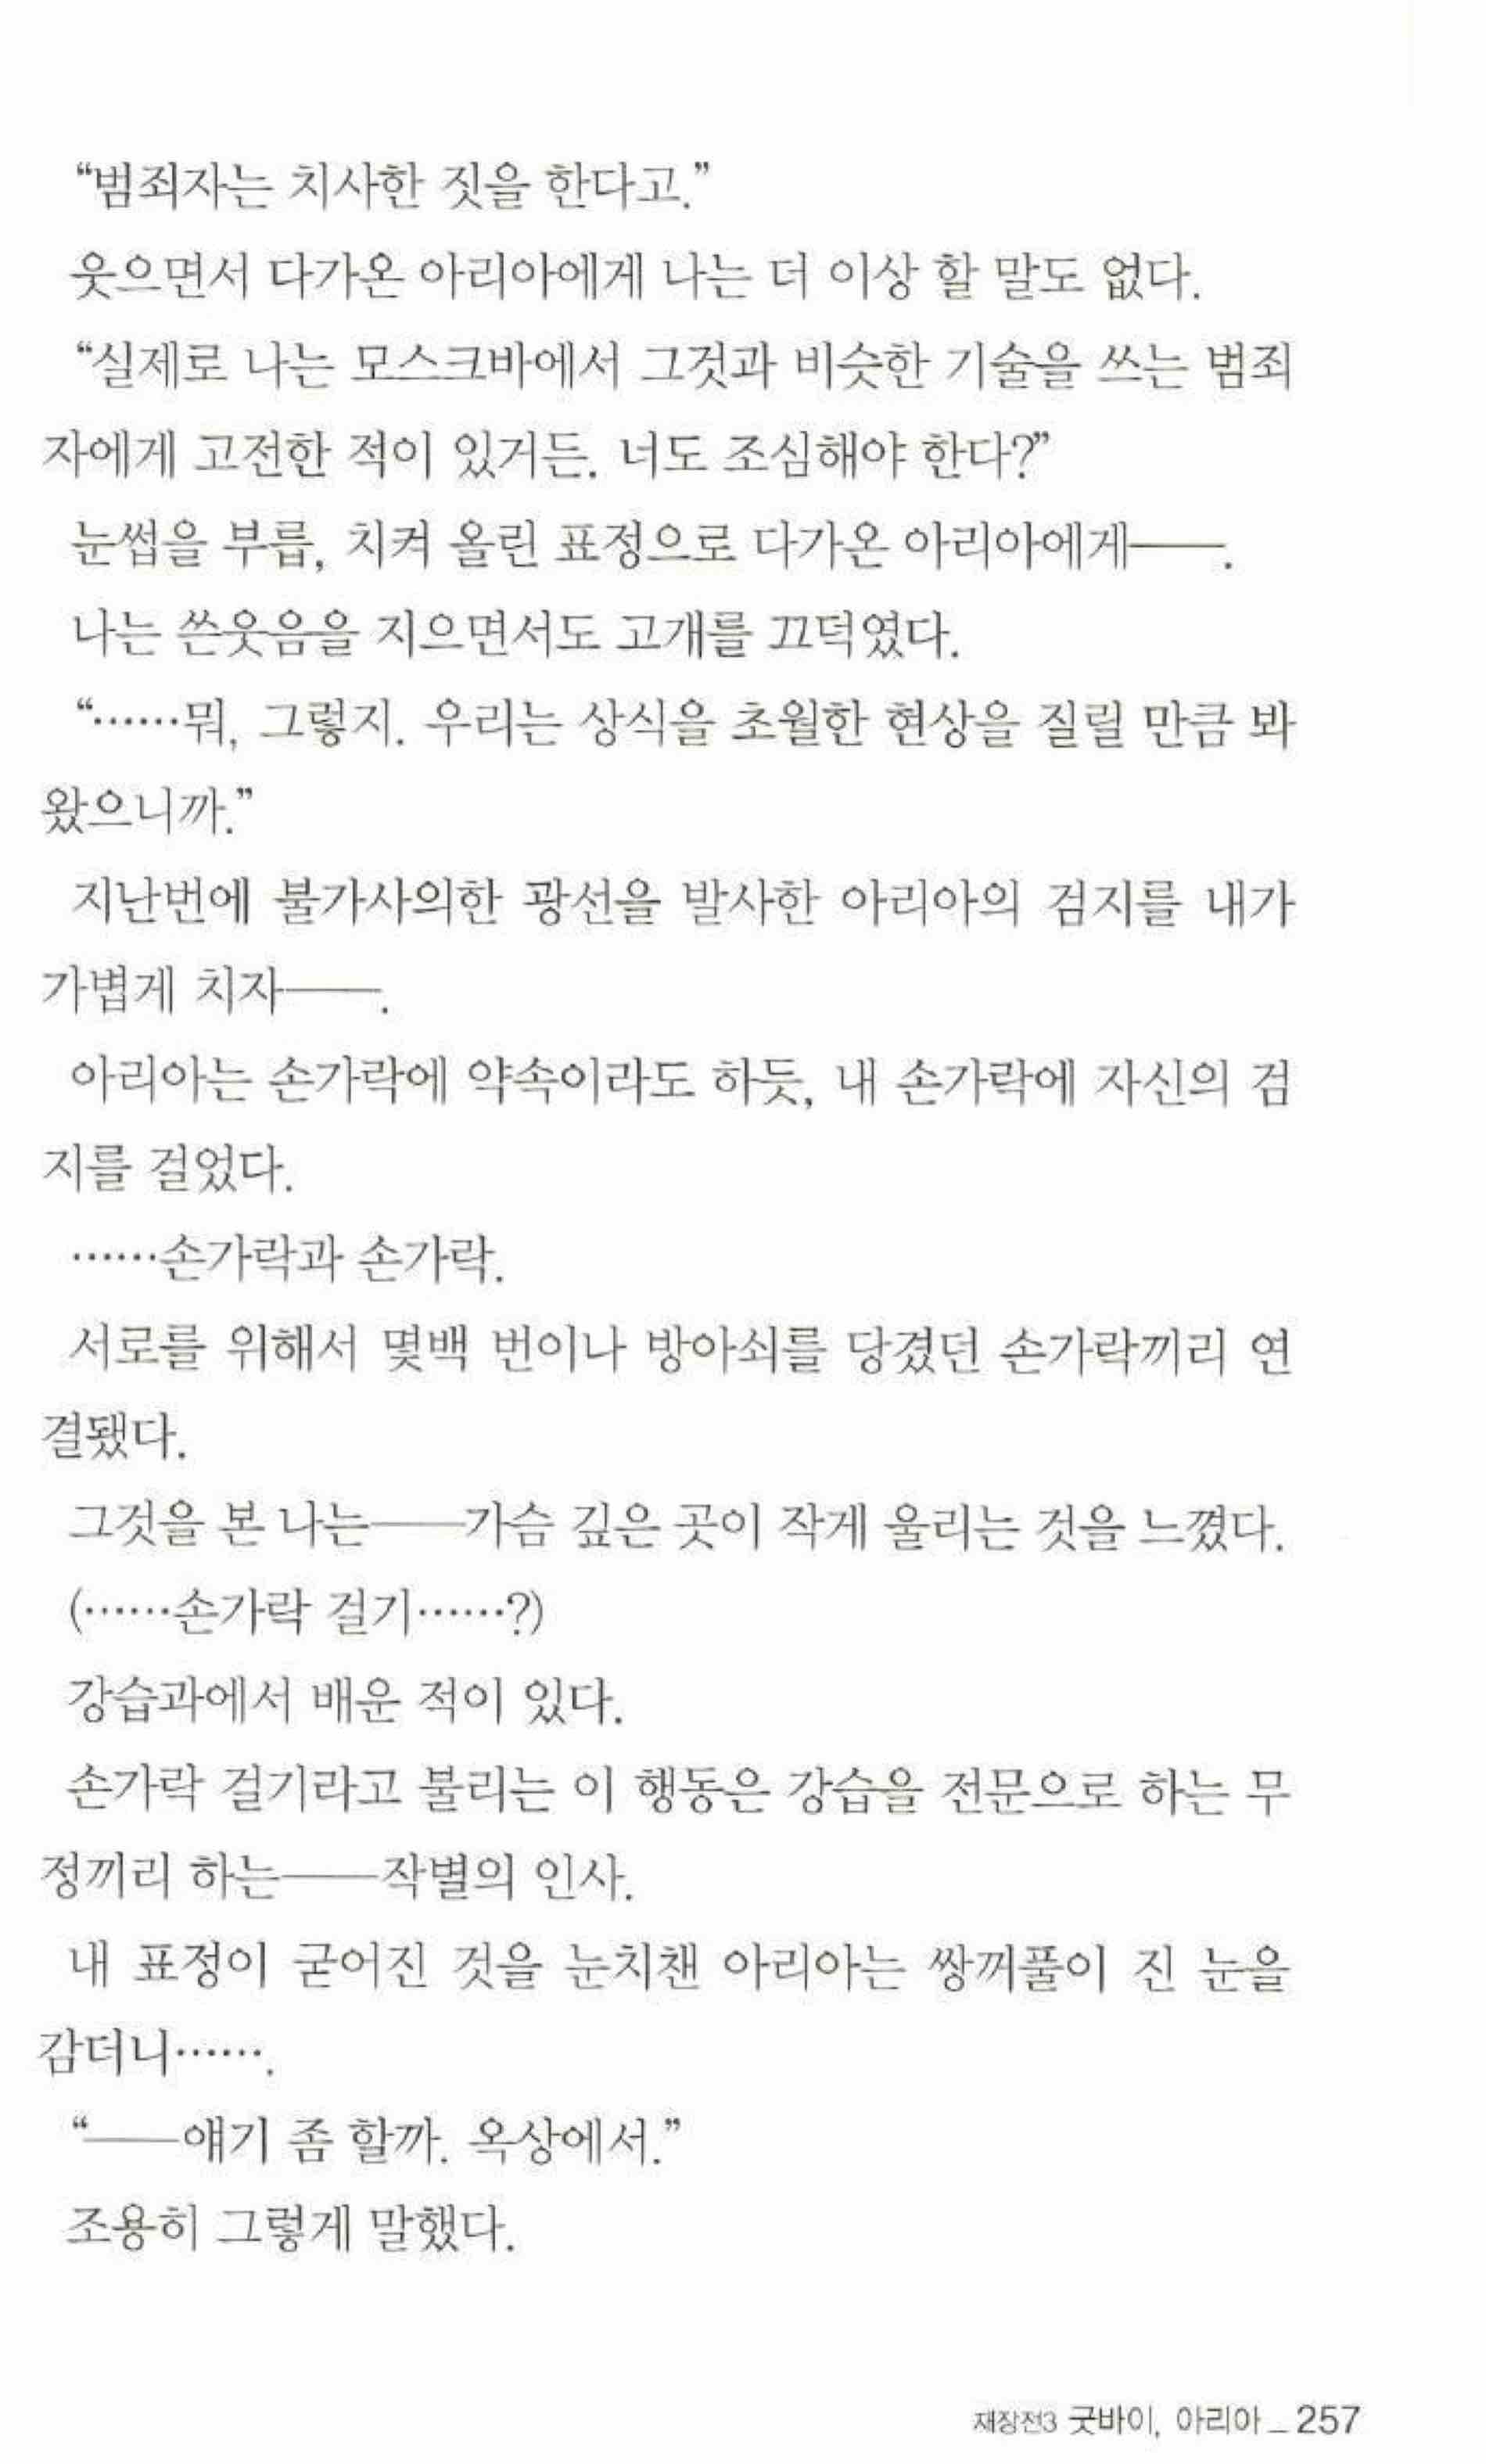 “범죄자는 치사한 짓을 한다고.”
웃으면서 다가온 아리아에게 나는 더 이상 할 말도 없다.
“실제로 나는 모스크바에서 그것과 비슷한 기술을 쓰는 범죄
자에게 고전한 적이 있거든. 너도 조심해야 한다?”
눈썹을 부릅, 치켜 올린 표정으로 다가온 아리아에게──.
나는 쓴웃음을 지으면서도 고개를 끄덕였다.
“……뭐, 그렇지. 우리는 상식을 초월한 현상을 질릴 만큼 봐
왔으니까.”
지난번에 불가사의한 광선을 발사한 아리아의 검지를 내가
가볍게 치자──.
아리아는 손가락에 약속이라도 하듯, 내 손가락에 자신의 검
지를 걸었다.
……손가락과 손가락.
서로를 위해서 몇백 번이나 방아쇠를 당겼던 손가락끼리 연
결됐다.
그것을 본 나는──가슴 깊은 곳이 작게 울리는 것을 느꼈다.
(……손가락 걸기……?)
강습과에서 배운 적이 있다.
손가락 걸기라고 불리는 이 행동은 강습을 전문으로 하는 무
정끼리 하는──작별의 인사.
내 표정이 굳어진 것을 눈치챈 아리아는 쌍꺼풀이 진 눈을
감더니…….
“──얘기 좀 할까. 옥상에서.”
조용히 그렇게 말했다.
재장전3 굿바이, 아리아 _ 257